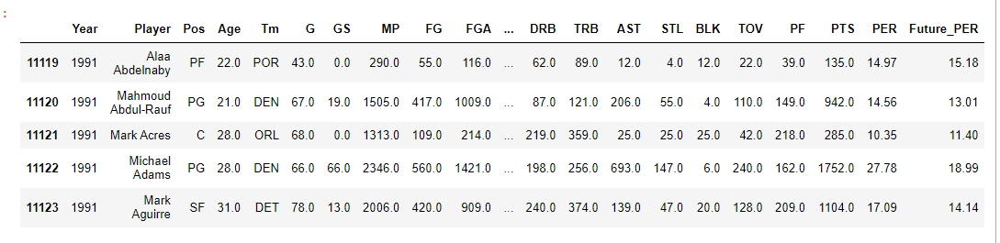 :
Year Player Pos Age Tm G GS MP FG FGA ... DRB TRB AST STL BLK TOV PF PTS PER Future_PER
11119 1991 Alaa Abdelnaby PF 22.0 POR 43.0 0.0 290.0 55.0 116.0 ... 62.0 89.0 12.0 4.0 12.0 22.0 39.0 135.0 14.97 15.18
11120 1991 Mahmoud Abdul-Rauf PG 21.0 DEN 67.0 19.0 1505.0 417.0 1009.0 ... 87.0 121.0 206.0 55.0 4.0 110.0 149.0 942.0 14.56 13.01
11121 1991 Mark Acres C 28.0 ORL 68.0 0.0 1313.0 109.0 214.0 ... 219.0 359.0 25.0 25.0 25.0 42.0 218.0 285.0 10.35 11.40
11122 1991 Michael Adams PG 28.0 DEN 66.0 66.0 2346.0 560.0 1421.0 ... 198.0 256.0 693.0 147.0 6.0 240.0 162.0 1752.0 27.78 18.99
11123 1991 Mark Aguirre SF 31.0 DET 78.0 13.0 2006.0 420.0 909.0 ... 240.0 374.0 139.0 47.0 20.0 128.0 209.0 1104.0 17.09 14.14